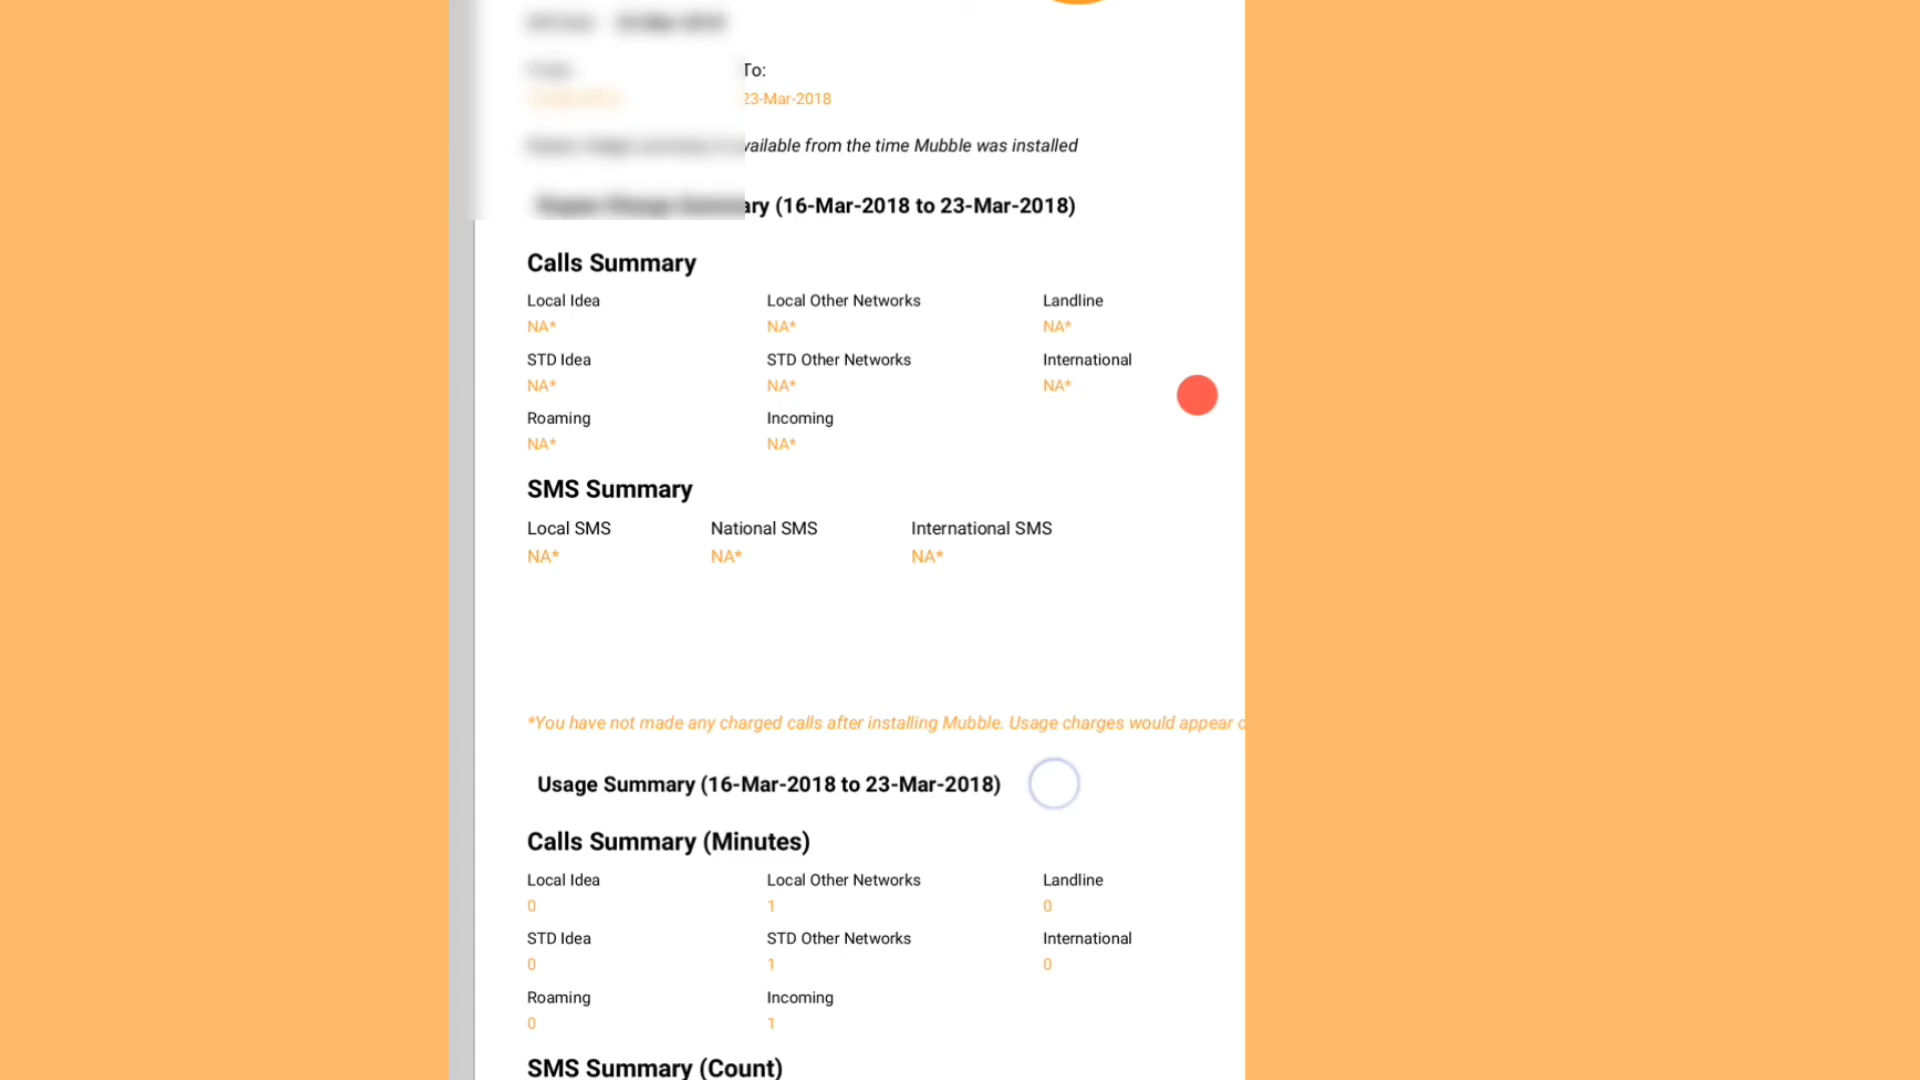 To:
23-Mar-2018
from the time Mubble was installed
(16-Mar-2018 to 23-Mar-2018)
Calls Summary
Local Idea Local Other Networks Landline
NA* NA* NA*
STD Idea STD Other Networks International
NA* NA* NA*
Roaming Incoming
NA* NA*
SMS Summary
Local SMS National SMS International SMS
NA* NA* NA*
*You have not made any charged calls after installing Mubble. Usage charges would appear
Usage Summary (16-Mar-2018 to 23-Mar-2018)
Calls Summary (Minutes)
Local Idea Local Other Networks Landline
0 1 0
STD Idea STD Other Networks International
0 1 0
Roaming Incoming
0 1
SMS Summary (Count)